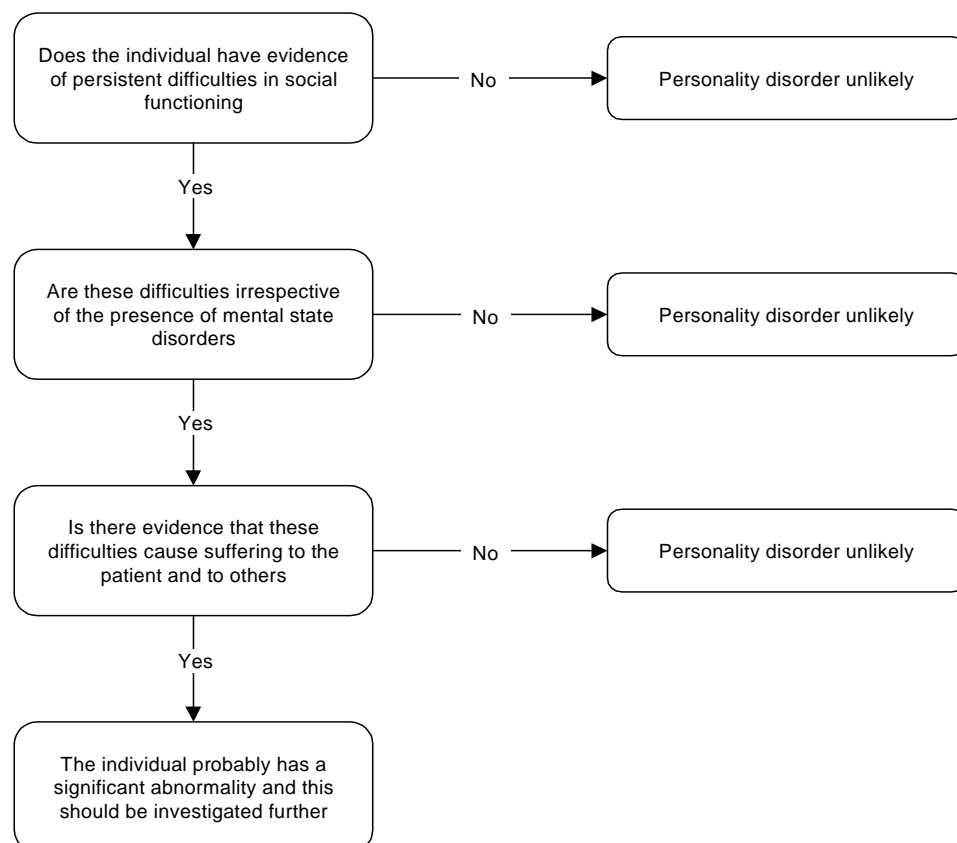 Does the individual have evidence
of persistent difficulties in social
functioning
No
Personality disorder unlikely
Yes
Are these difficulties irrespective
of the presence of mental state
disorders
No
Personality disorder unlikely
Yes
Is there evidence that these
difficulties cause suffering to the
patient and to others
No
Personality disorder unlikely
Yes
The individual probably has a
significant abnormality and this
should be investigated further